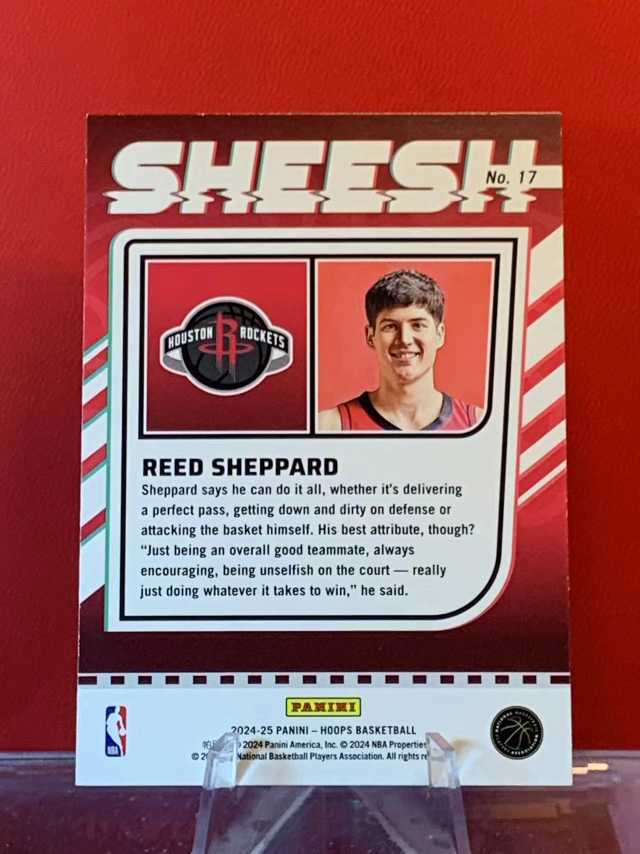 SHEESH
No. 17
HOUSTON R ROCKETS
REED SHEPPARD
Sheppard says he can do it all, whether it's delivering
a perfect pass, getting down and dirty on defense or
attacking the basket himself. His best attribute, though?
“Just being an overall good teammate, always
encouraging, being unselfish on the court — really
just doing whatever it takes to win,” he said.
PANINI
2024-25 PANINI – HOOPS BASKETBALL
© 2024 Panini America, Inc. © 2024 NBA Properties
National Basketball Players Association. All rights
NBA